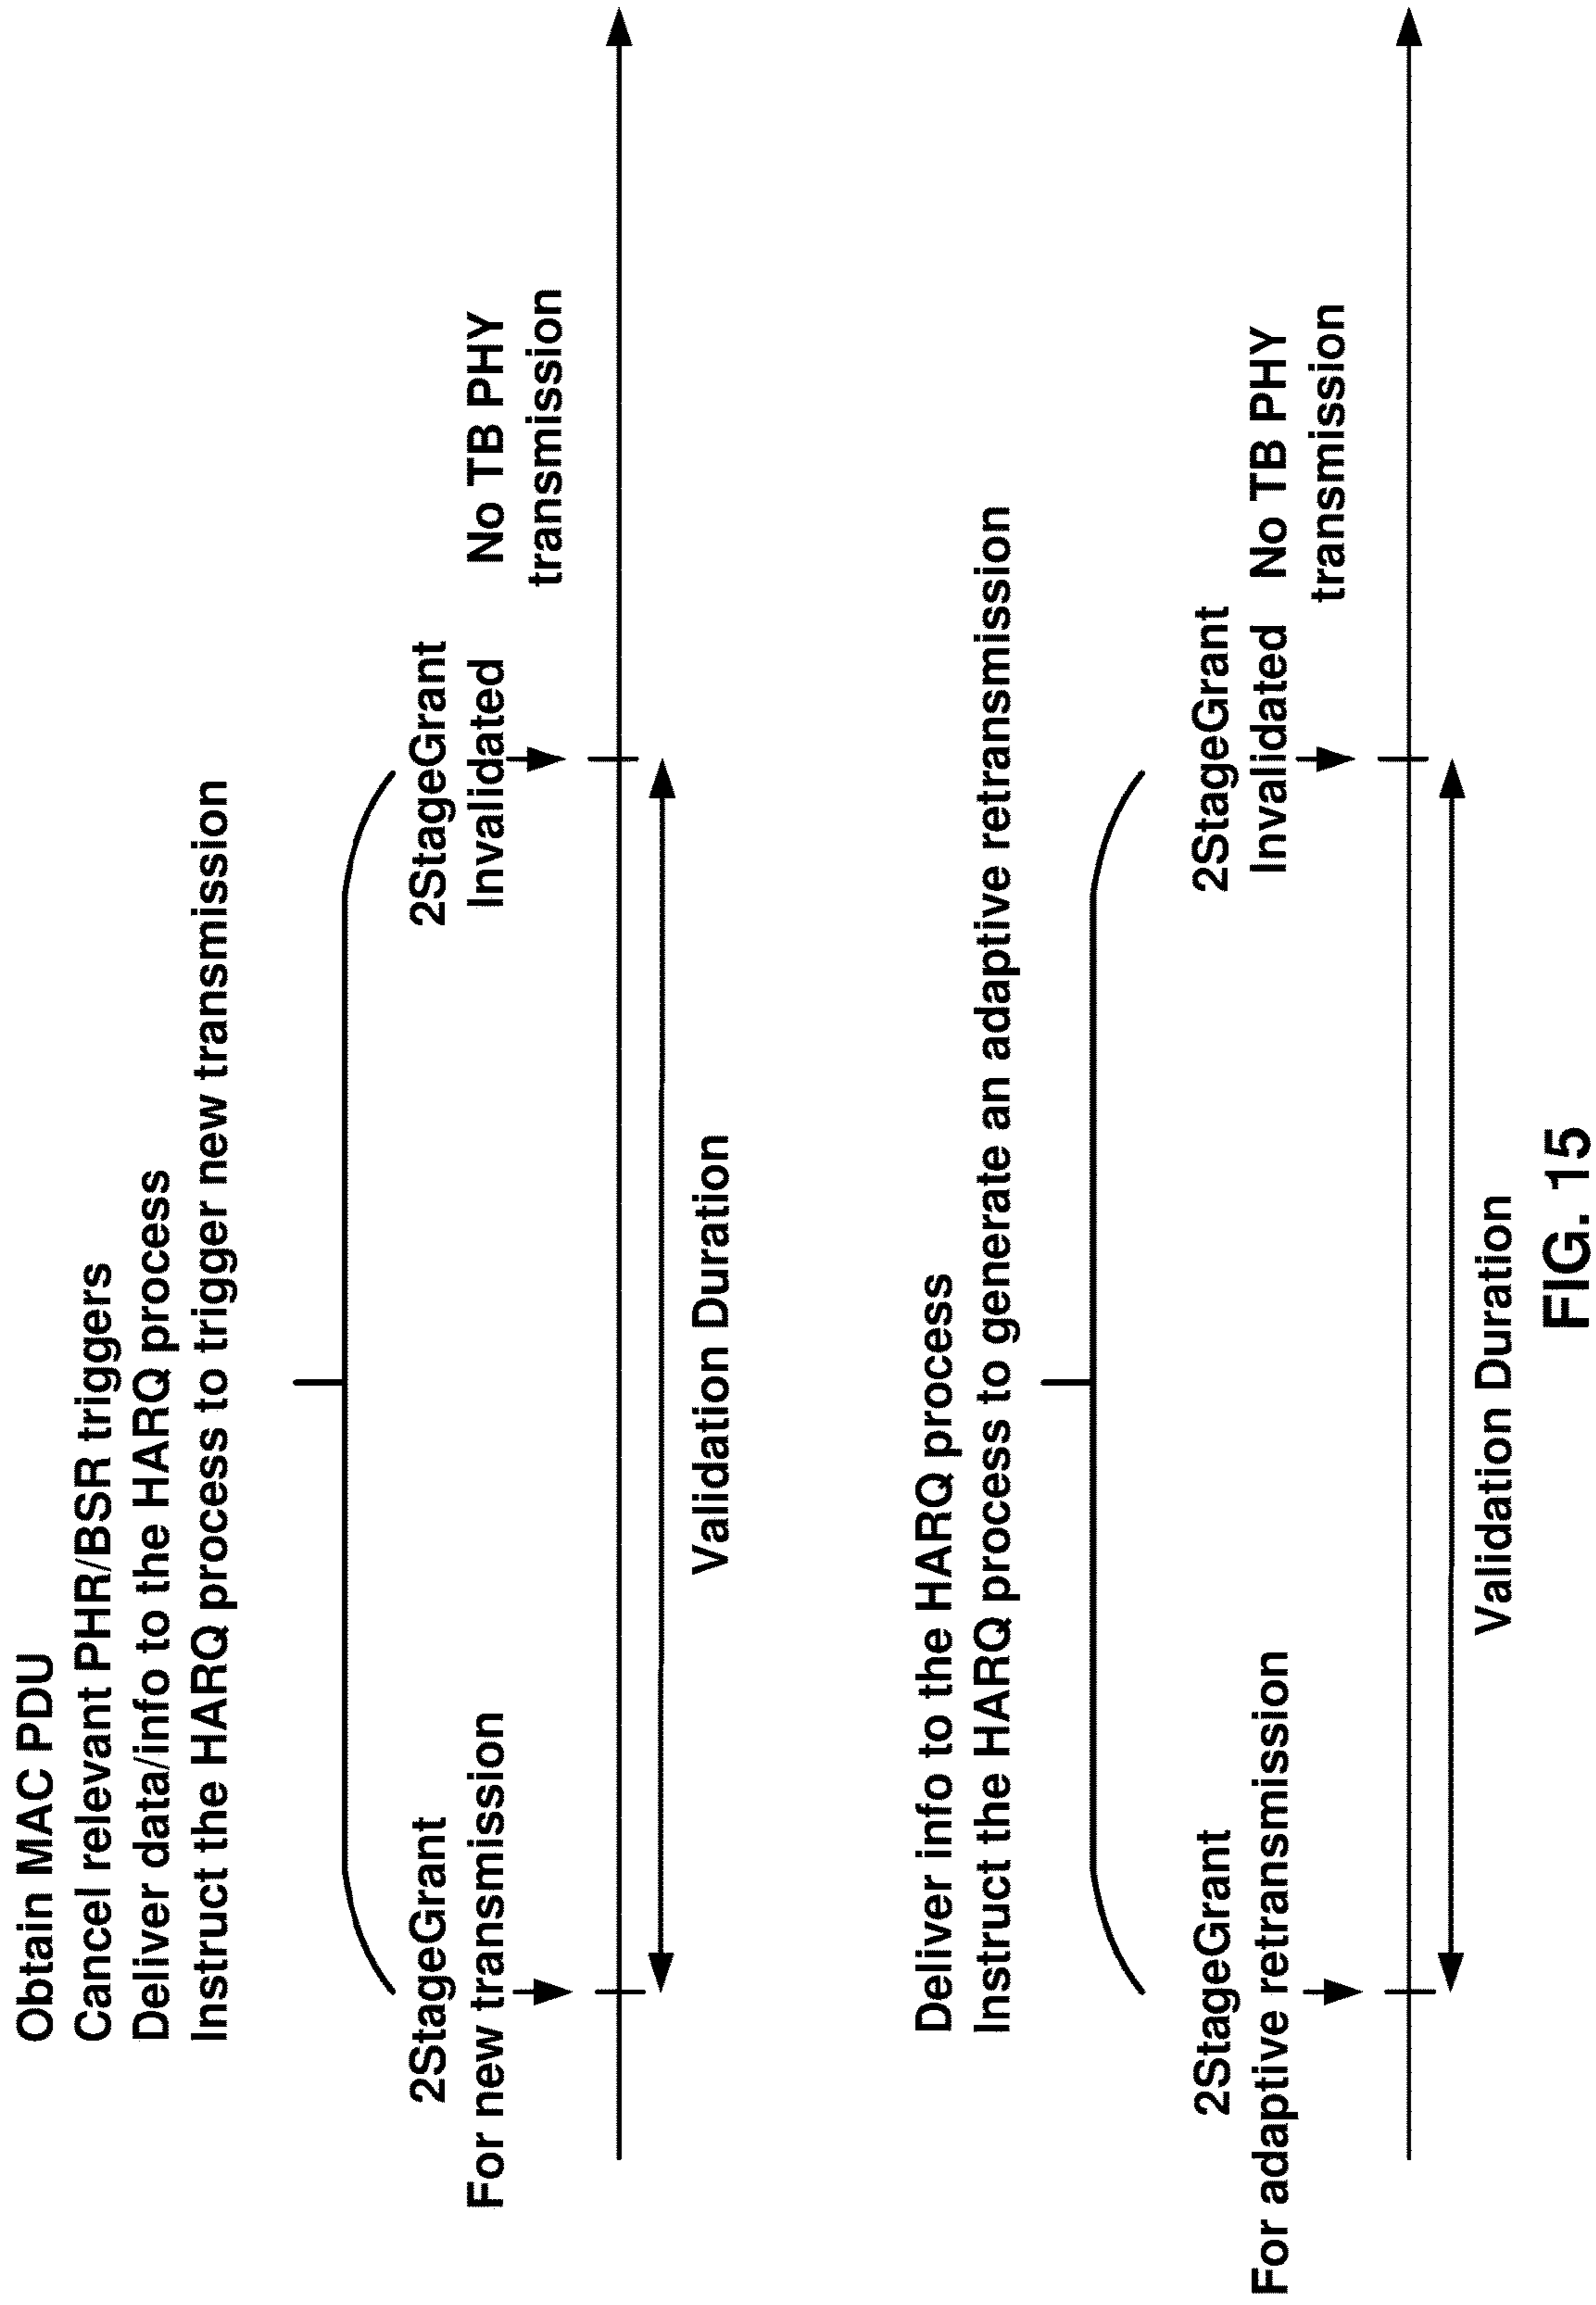 Obtain MAC PDU
Cancel relevant PHR/BSR triggers
Deliver data/info to the HARQ process
Instruct the HARQ process to trigger new transmission
2StageGrant
For new transmission
2StageGrant
Invalidated
No TB PHY
transmission
Validation Duration
Deliver info to the HARQ process
Instruct the HARQ process to generate an adaptive retransmission
2StageGrant
For adaptive retransmission
2StageGrant
Invalidated
No TB PHY
transmission
Validation Duration
FIG. 15